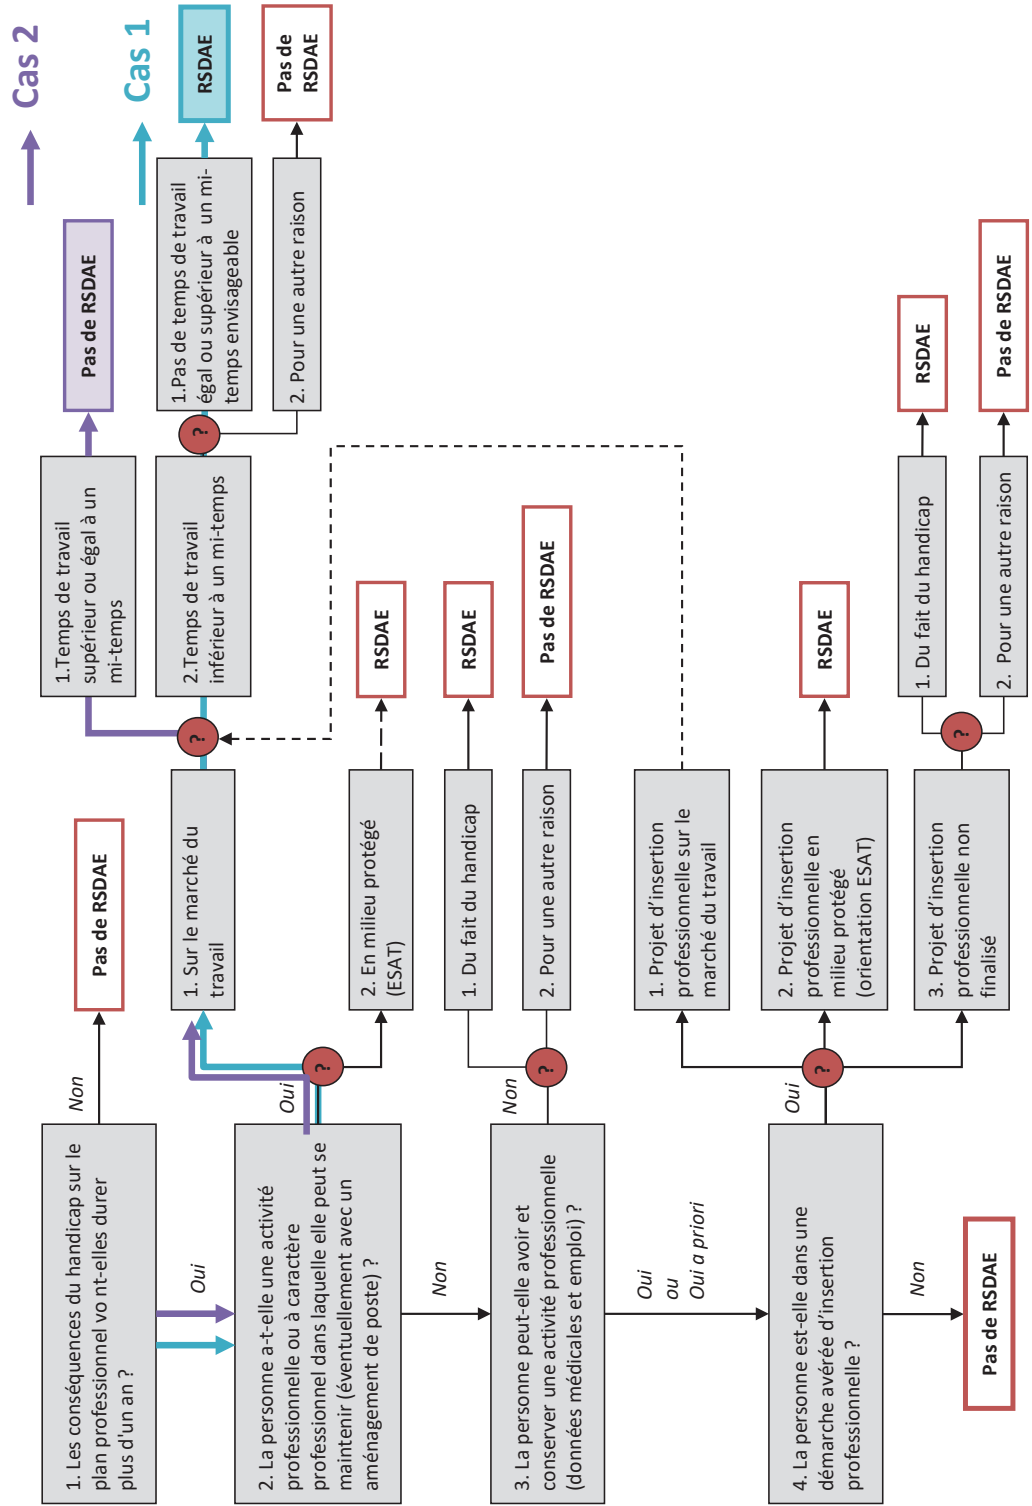 1. Les conséquences du handicap sur le
plan professionnel vo nt-elles durer
plus d'un an ?
Non
Pas de RSDAE
Oui
2. La personne a-t-elle une activité
professionnelle ou à caractère
professionnel dans laquelle elle peut se
maintenir (éventuellement avec un
aménagement de poste) ?
Oui
?
1. Sur le marché du
travail
?
1.Temps de travail
supérieur ou égal à un
mi-temps
Pas de RSDAE
2.Temps de travail
inférieur à un mi-temps
?
1.Pas de temps de travail
égal ou supérieur à un mi-
temps envisageable
RSDAE
2. Pour une autre raison
Pas de
RSDAE
Cas 2
Cas 1
2. En milieu protégé
(ESAT)
RSDAE
Non
3. La personne peut-elle avoir et
conserver une activité professionnelle
(données médicales et emploi) ?
Non
?
1. Du fait du handicap
RSDAE
2. Pour une autre raison
Pas de RSDAE
Oui
ou
Oui a priori
4. La personne est-elle dans une
démarche avérée d'insertion
professionnelle ?
Oui
?
1. Projet d'insertion
professionnelle sur le
marché du travail
2. Projet d'insertion
professionnelle en
milieu protégé
(orientation ESAT)
RSDAE
3. Projet d'insertion
professionnelle non
finalisé
?
1. Du fait du handicap
RSDAE
2. Pour une autre raison
Pas de RSDAE
Non
Pas de RSDAE